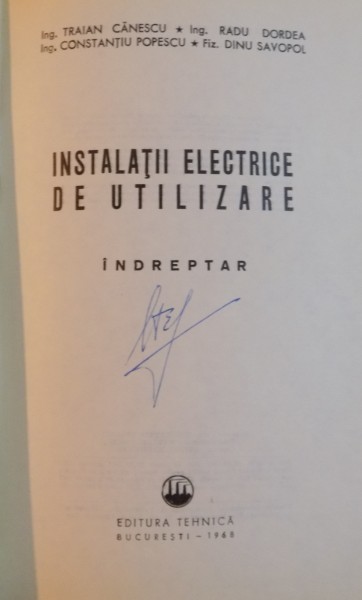 Ing. TRAIAN CĂNESCU ★ Ing. RADU DORDEA
Ing. CONSTANȚIU POPESCU ★ Fiz. DINU SAVOPOL
INSTALAȚII ELECTRICE
DE UTILIZARE
ÎNDREPTAR
EDITURA TEHNICĂ
BUCUREȘTI — 1968